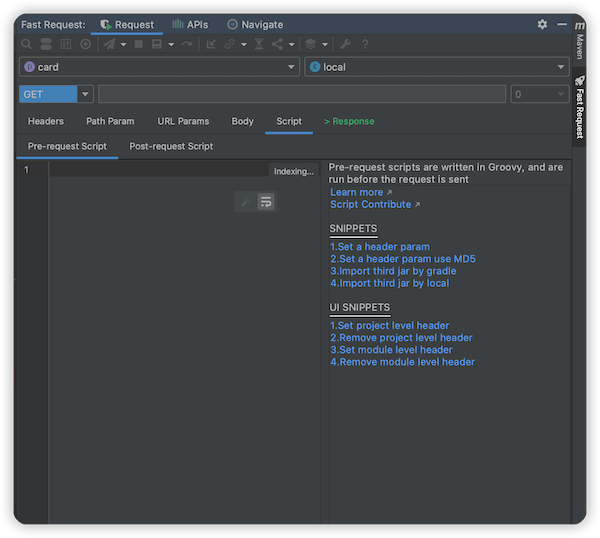 Fast Request: Request APIs Navigate
card local
GET 0
Headers Path Param URL Params Body Script > Response
Pre-request Script Post-request Script
1 Indexing...
Pre-request scripts are written in Groovy, and are
run before the request is sent
Learn more ↗
Script Contribute ↗
SNIPPETS
1.Set a header param
2.Set a header param use MD5
3.Import third jar by gradle
4.Import third jar by local
UI SNIPPETS
1.Set project level header
2.Remove project level header
3.Set module level header
4.Remove module level header
m Maven
Fast Request